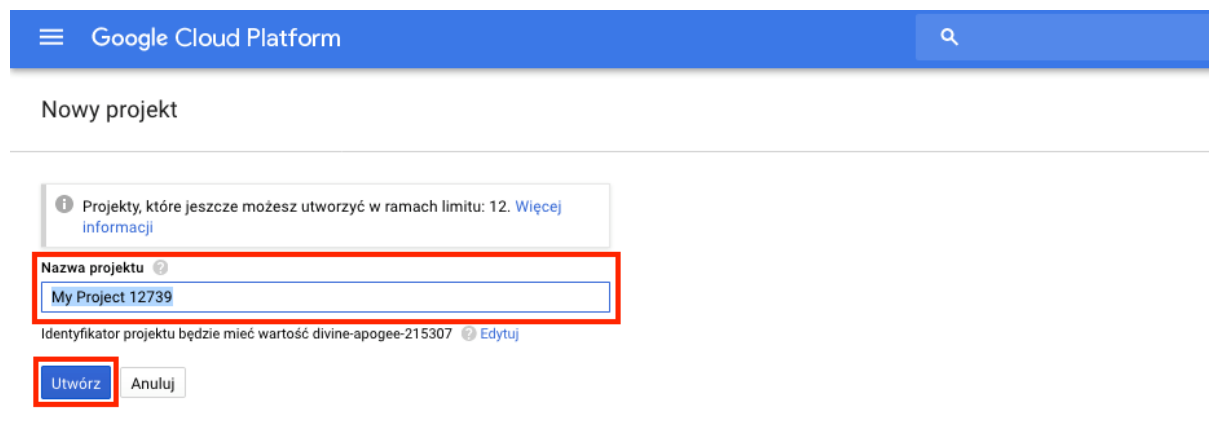 Google Cloud Platform
Nowy projekt
Projekty, które jeszcze możesz utworzyć w ramach limitu: 12. Więcej
informacji
Nazwa projektu
My Project 12739
Identyfikator projektu będzie mieć wartość divine-apogee-215307 Edytuj
Utwórz Anuluj